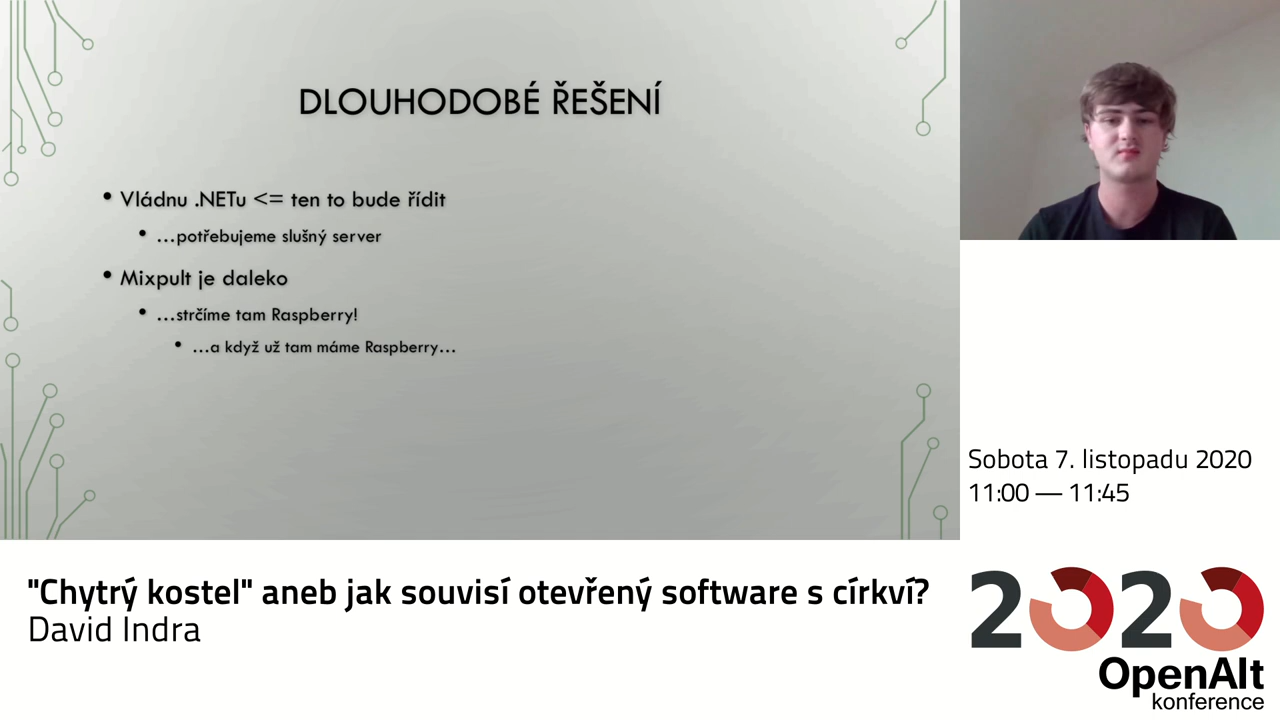 DLOUHODOBÉ ŘEŠENÍ
• Vládnu .NETu <= ten to bude řídit
• ...potřebujeme slušný server
• Mixpult je daleko
• ...strčíme tam Raspberry!
• ...a když už tam máme Raspberry...
Sobota 7. listopadu 2020
11:00 — 11:45
"Chytrý kostel" aneb jak souvisí otevřený software s církví?
David Indra
2020
OpenAlt
konference